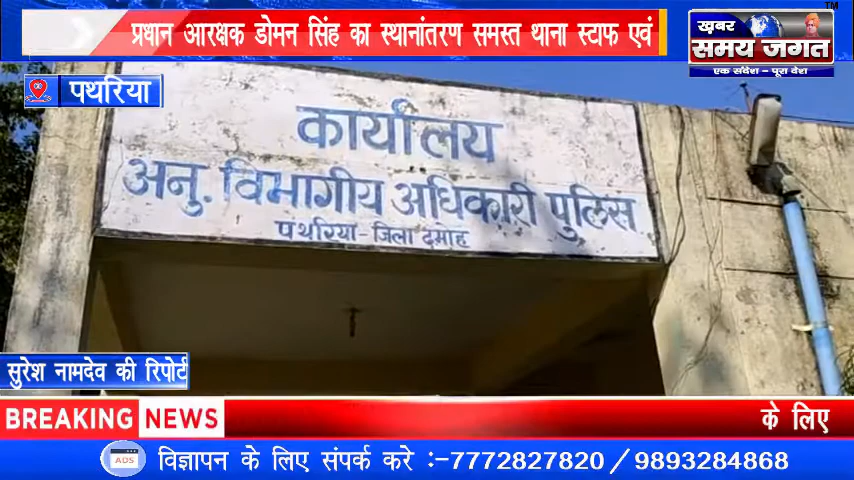 प्रधान आरक्षक डोमन सिंह का स्थानांतरण समस्त थाना स्टाफ एवं
TM
ख़बर
समय जगत
एक संदेश - पूरा देश
पथरिया
कार्यालय
अनु. विभागीय अधिकारी पुलिस
पथरिया - जिला दमोह
सुरेश नामदेव की रिपोर्ट
BREAKING NEWS
के लिए
ADS
विज्ञापन के लिए संपर्क करे :-7772827820 / 9893284868